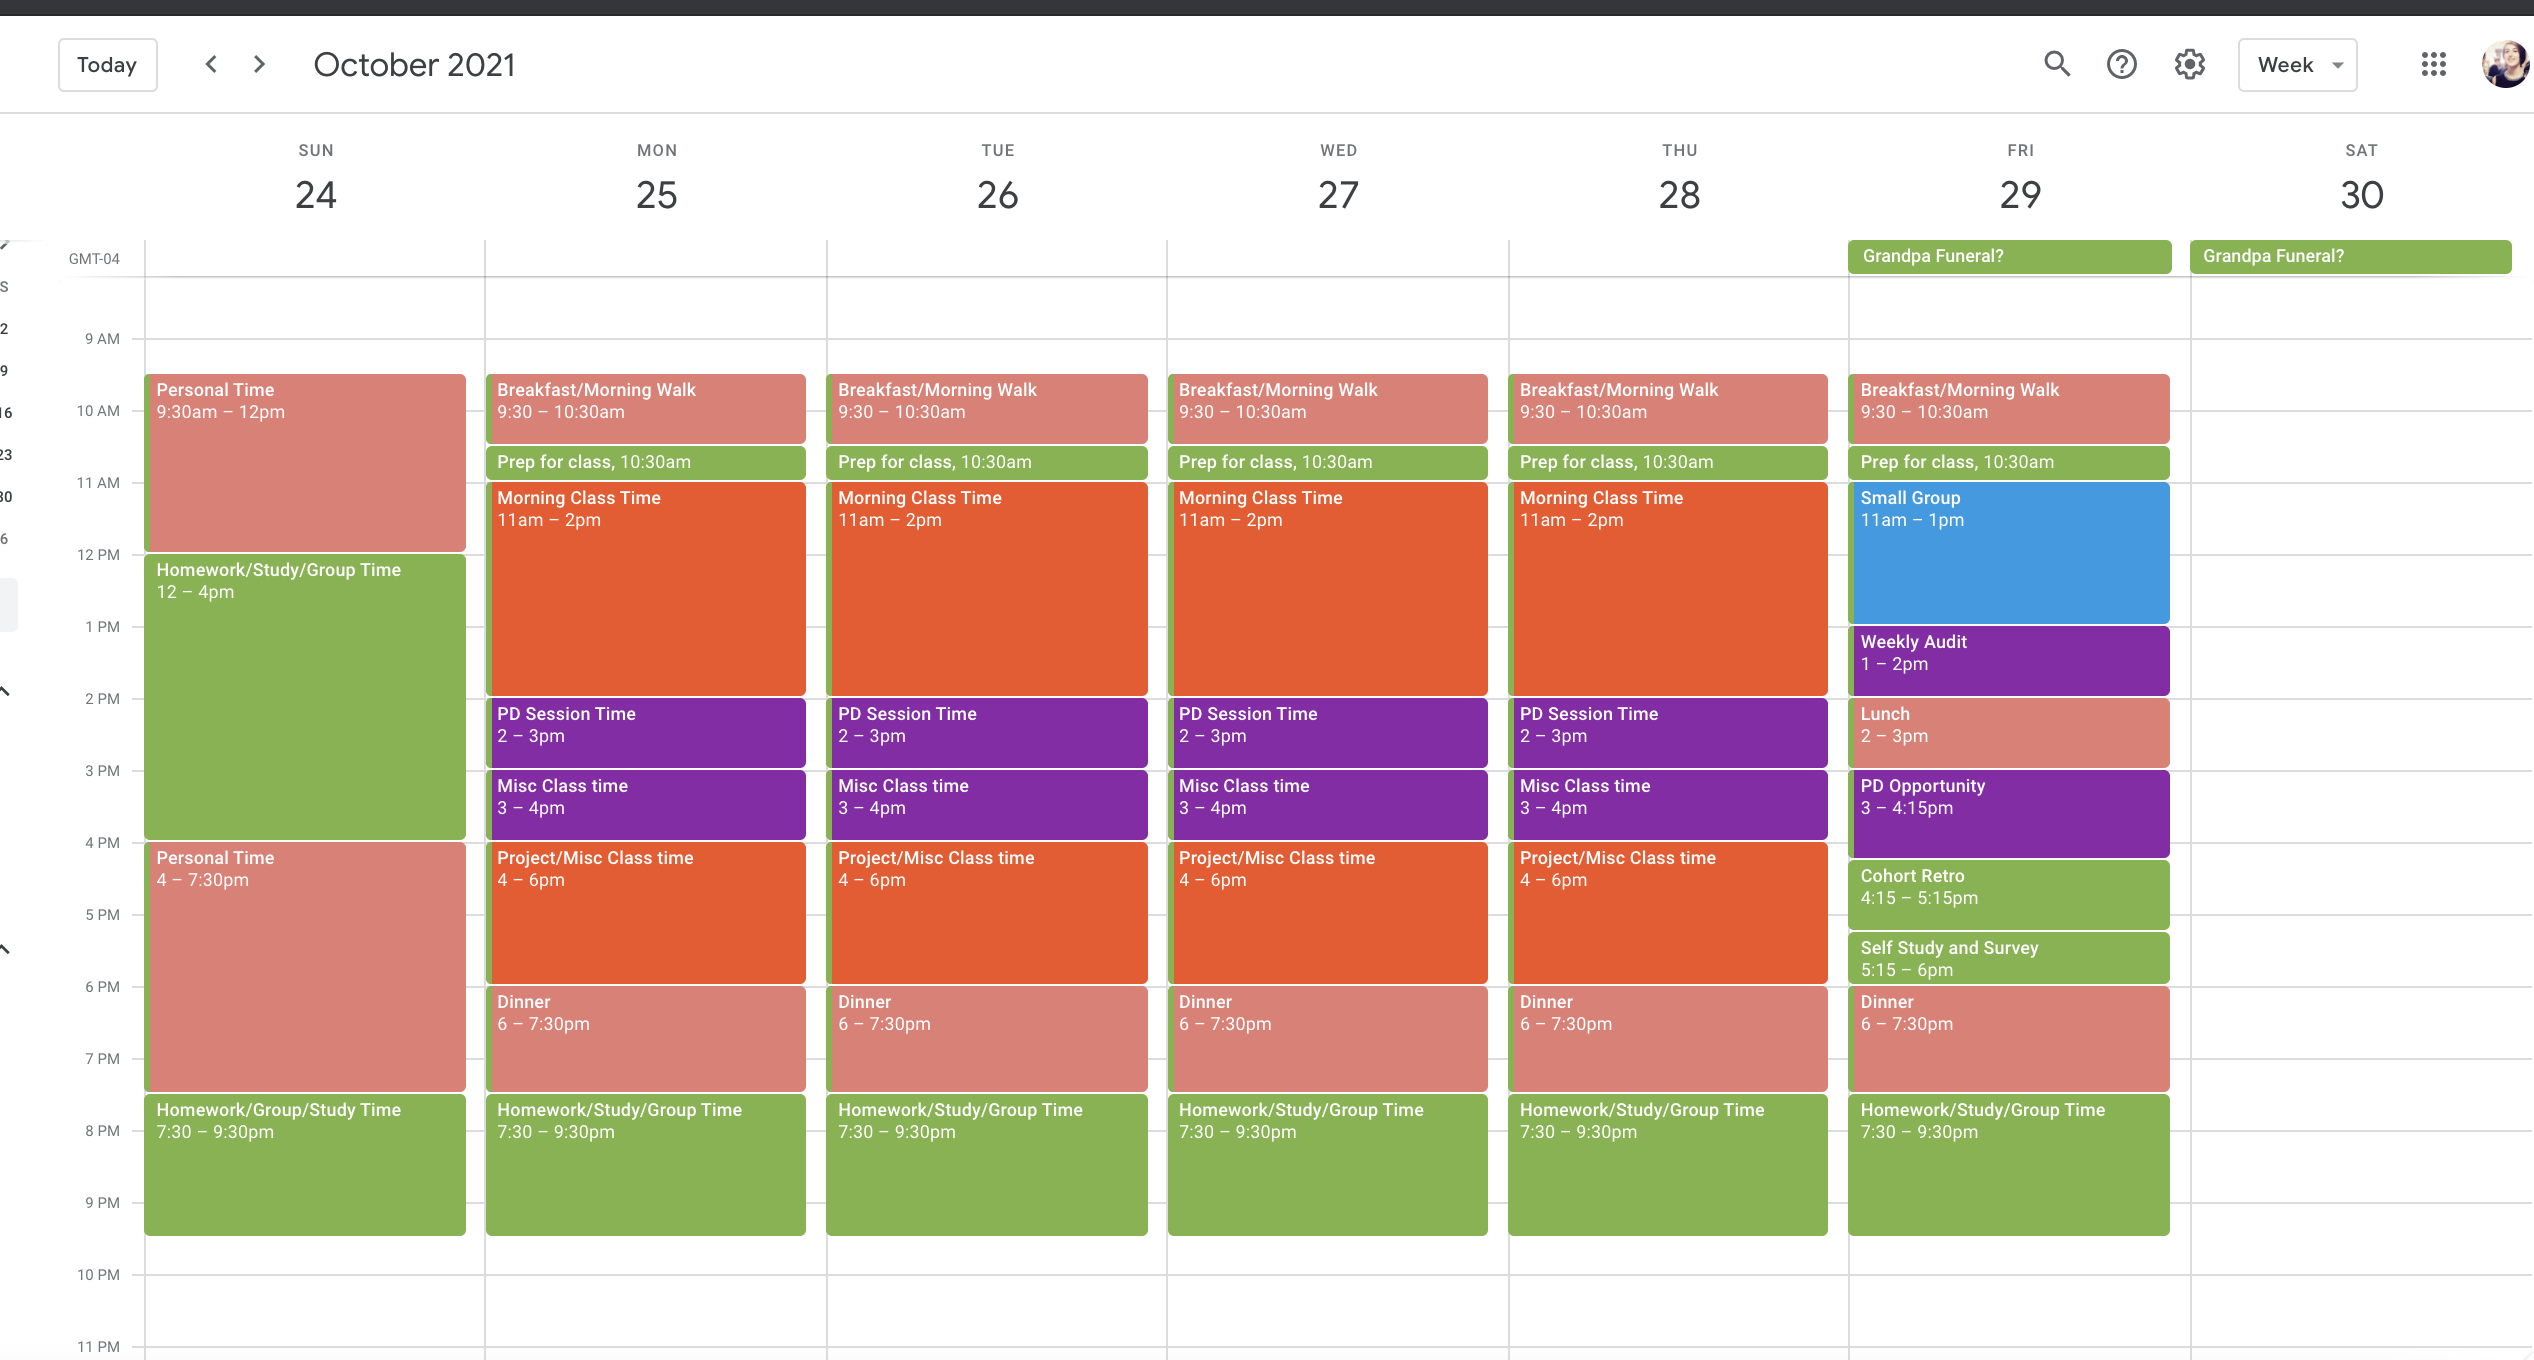 Today
October 2021
Week
SUN
24
MON
25
TUE
26
WED
27
THU
28
FRI
29
SAT
30
GMT-04
Grandpa Funeral?
Grandpa Funeral?
S
2
9
16
23
30
6
9 AM
10 AM
11 AM
12 PM
1 PM
2 PM
3 PM
4 PM
5 PM
6 PM
7 PM
8 PM
9 PM
10 PM
11 PM
Personal Time
9:30am – 12pm
Homework/Study/Group Time
12 – 4pm
Personal Time
4 – 7:30pm
Homework/Group/Study Time
7:30 – 9:30pm
Breakfast/Morning Walk
9:30 – 10:30am
Prep for class, 10:30am
Morning Class Time
11am – 2pm
PD Session Time
2 – 3pm
Misc Class time
3 – 4pm
Project/Misc Class time
4 – 6pm
Dinner
6 – 7:30pm
Homework/Study/Group Time
7:30 – 9:30pm
Breakfast/Morning Walk
9:30 – 10:30am
Prep for class, 10:30am
Morning Class Time
11am – 2pm
PD Session Time
2 – 3pm
Misc Class time
3 – 4pm
Project/Misc Class time
4 – 6pm
Dinner
6 – 7:30pm
Homework/Study/Group Time
7:30 – 9:30pm
Breakfast/Morning Walk
9:30 – 10:30am
Prep for class, 10:30am
Morning Class Time
11am – 2pm
PD Session Time
2 – 3pm
Misc Class time
3 – 4pm
Project/Misc Class time
4 – 6pm
Dinner
6 – 7:30pm
Homework/Study/Group Time
7:30 – 9:30pm
Breakfast/Morning Walk
9:30 – 10:30am
Prep for class, 10:30am
Morning Class Time
11am – 2pm
PD Session Time
2 – 3pm
Misc Class time
3 – 4pm
Project/Misc Class time
4 – 6pm
Dinner
6 – 7:30pm
Homework/Study/Group Time
7:30 – 9:30pm
Breakfast/Morning Walk
9:30 – 10:30am
Prep for class, 10:30am
Small Group
11am – 1pm
Weekly Audit
1 – 2pm
Lunch
2 – 3pm
PD Opportunity
3 – 4:15pm
Cohort Retro
4:15 – 5:15pm
Self Study and Survey
5:15 – 6pm
Dinner
6 – 7:30pm
Homework/Study/Group Time
7:30 – 9:30pm